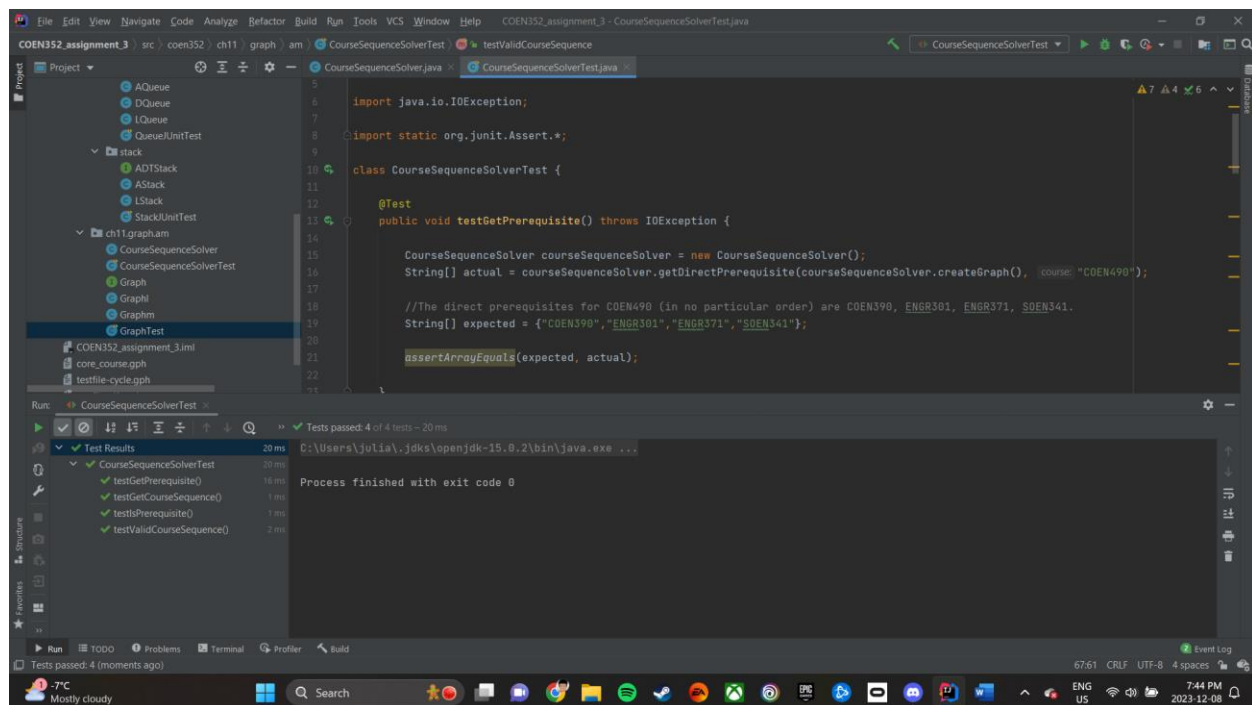 File Edit View Navigate Code Analyze Refactor Build Run Tools VCS Window Help COEN352_assignment_3 - CourseSequenceSolverTest.java
COEN352_assignment_3 src coen352 ch11 graph am CourseSequenceSolverTest testValidCourseSequence CourseSequenceSolverTest
Project
Project CourseSequenceSolver.java CourseSequenceSolverTest.java
Database
AQueue
DQueue
LQueue
QueueJUnitTest
stack
ADTStack
AStack
LStack
StackJUnitTest
ch11.graph.am
CourseSequenceSolver
CourseSequenceSolverTest
Graph
Graphl
Graphm
GraphTest
COEN352_assignment_3.iml
core_course.gph
testfile-cycle.gph
7 4 6
5
6 import java.io.IOException;
7
8 import static org.junit.Assert.*;
9
10 class CourseSequenceSolverTest {
11
12 @Test
13 public void testGetPrerequisite() throws IOException {
14
15 CourseSequenceSolver courseSequenceSolver = new CourseSequenceSolver();
16 String[] actual = courseSequenceSolver.getDirectPrerequisite(courseSequenceSolver.createGraph(), course: "COEN490");
17
18 //The direct prerequisites for COEN490 (in no particular order) are COEN390, ENGR301, ENGR371, SOEN341.
19 String[] expected = {"COEN390","ENGR301","ENGR371","SOEN341"};
20
21 assertArrayEquals(expected, actual);
22
23 }
Run: CourseSequenceSolverTest
Tests passed: 4 of 4 tests – 20 ms
Test Results 20 ms
CourseSequenceSolverTest 20 ms
testGetPrerequisite() 16 ms
testGetCourseSequence() 1 ms
testIsPrerequisite() 1 ms
testValidCourseSequence() 2 ms
C:\Users\julia\.jdks\openjdk-15.0.2\bin\java.exe ...
Process finished with exit code 0
Structure
Favorites
Run TODO Problems Terminal Profiler Build 2 Event Log
Tests passed: 4 (moments ago) 67:61 CRLF UTF-8 4 spaces
1
-7°C
Mostly cloudy
Search
EPIC
ENG
US
7:44 PM
2023-12-08